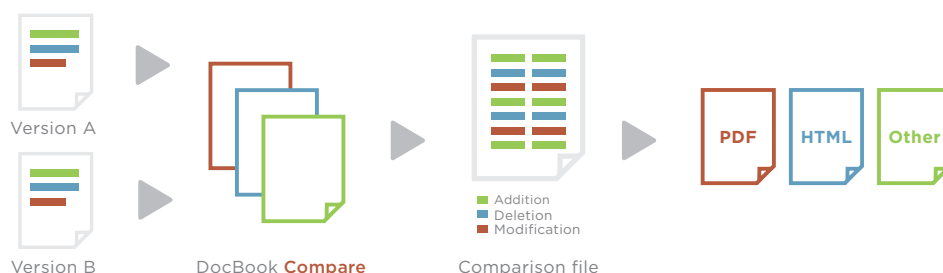 Version A
Version B
DocBook Compare
Addition
Deletion
Modification
Comparison file
PDF
HTML
Other